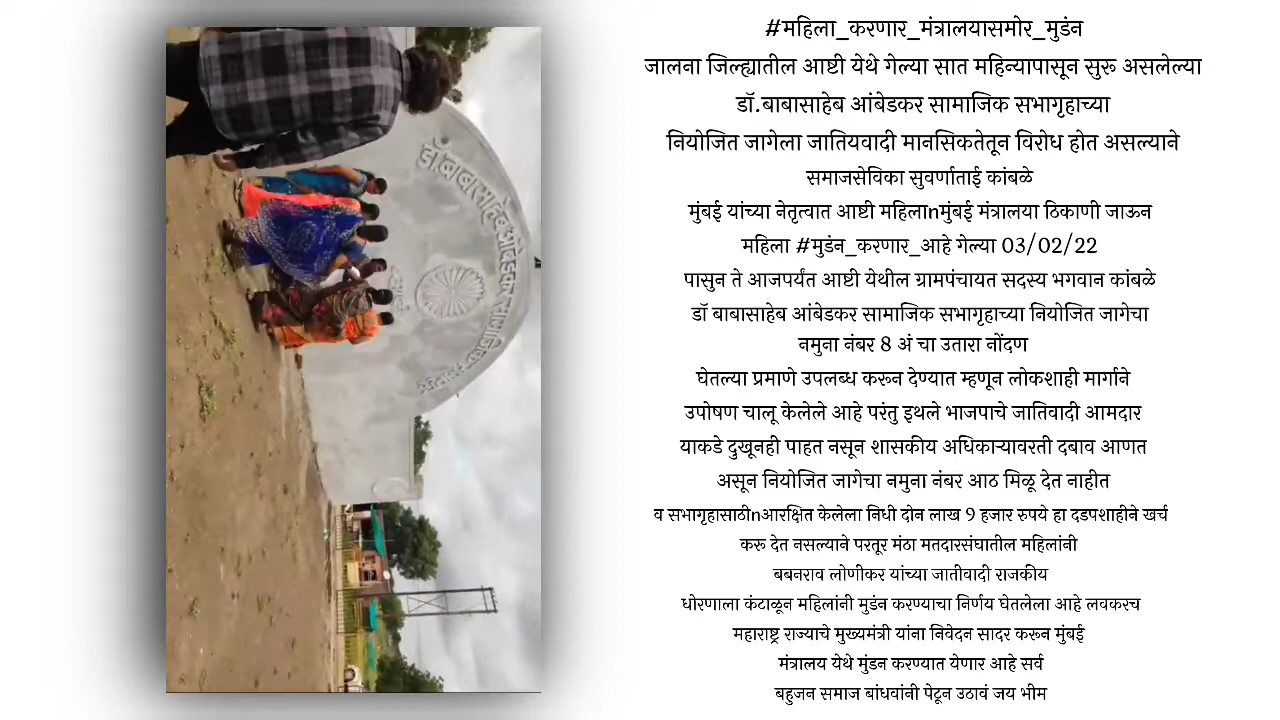 #महिला_करणार_मंत्रालयासमोर_मुडंन
जालना जिल्ह्यातील आष्टी येथे गेल्या सात महिन्यापासून सुरू असलेल्या
डॉ.बाबासाहेब आंबेडकर सामाजिक सभागृहाच्या
नियोजित जागेला जातियवादी मानसिकतेतून विरोध होत असल्याने
समाजसेविका सुवर्णाताई कांबळे
मुंबई यांच्या नेतृत्वात आष्टी महिलाnमुंबई मंत्रालया ठिकाणी जाऊन
महिला #मुडंन_करणार_आहे गेल्या 03/02/22
पासुन ते आजपर्यंत आष्टी येथील ग्रामपंचायत सदस्य भगवान कांबळे
डॉ बाबासाहेब आंबेडकर सामाजिक सभागृहाच्या नियोजित जागेचा
नमुना नंबर 8 अं चा उतारा नोंदण
घेतल्या प्रमाणे उपलब्ध करून देण्यात म्हणून लोकशाही मार्गाने
उपोषण चालू केलेले आहे परंतु इथले भाजपाचे जातिवादी आमदार
याकडे दुखूनही पाहत नसून शासकीय अधिकाऱ्यावरती दबाव आणत
असून नियोजित जागेचा नमुना नंबर आठ मिळू देत नाहीत
व सभागृहासाठीnआरक्षित केलेला निधी दोन लाख 9 हजार रुपये हा दडपशाहीने खर्च
करू देत नसल्याने परतूर मंठा मतदारसंघातील महिलांनी
बबनराव लोणीकर यांच्या जातीवादी राजकीय
धोरणाला कंटाळून महिलांनी मुडंन करण्याचा निर्णय घेतलेला आहे लवकरच
महाराष्ट्र राज्याचे मुख्यमंत्री यांना निवेदन सादर करून मुंबई
मंत्रालय येथे मुंडन करण्यात येणार आहे सर्व
बहुजन समाज बांधवांनी पेटून उठावं जय भीम
डॉ. बाबासाहेब आंबेडकर सामाजिक सभागृह